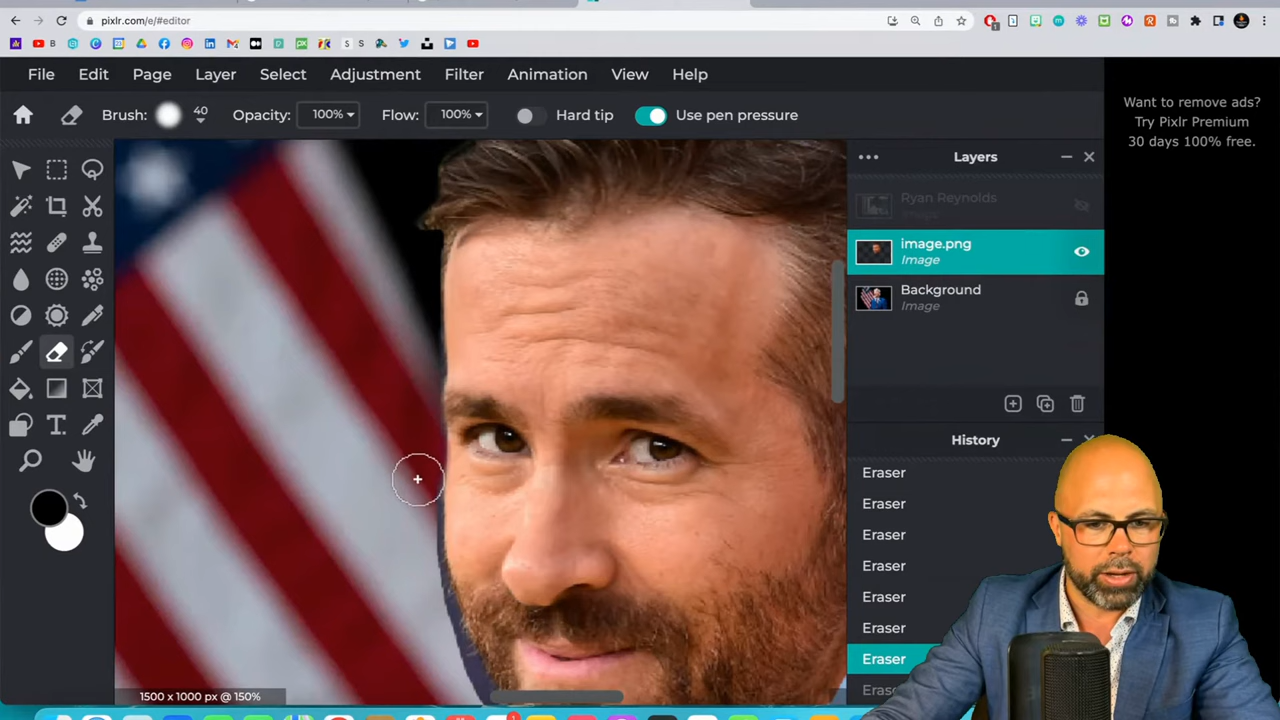 pixlr.com/e/#editor
B
S
1
File Edit Page Layer Select Adjustment Filter Animation View Help
Brush: 40 Opacity: 100% Flow: 100% Hard tip Use pen pressure
Want to remove ads?
Try Pixlr Premium
30 days 100% free.
Layers
Ryan Reynolds
image.png
Image
Background
Image
History
Eraser
Eraser
Eraser
Eraser
Eraser
Eraser
Eraser
Eraser
1500 x 1000 px @ 150%